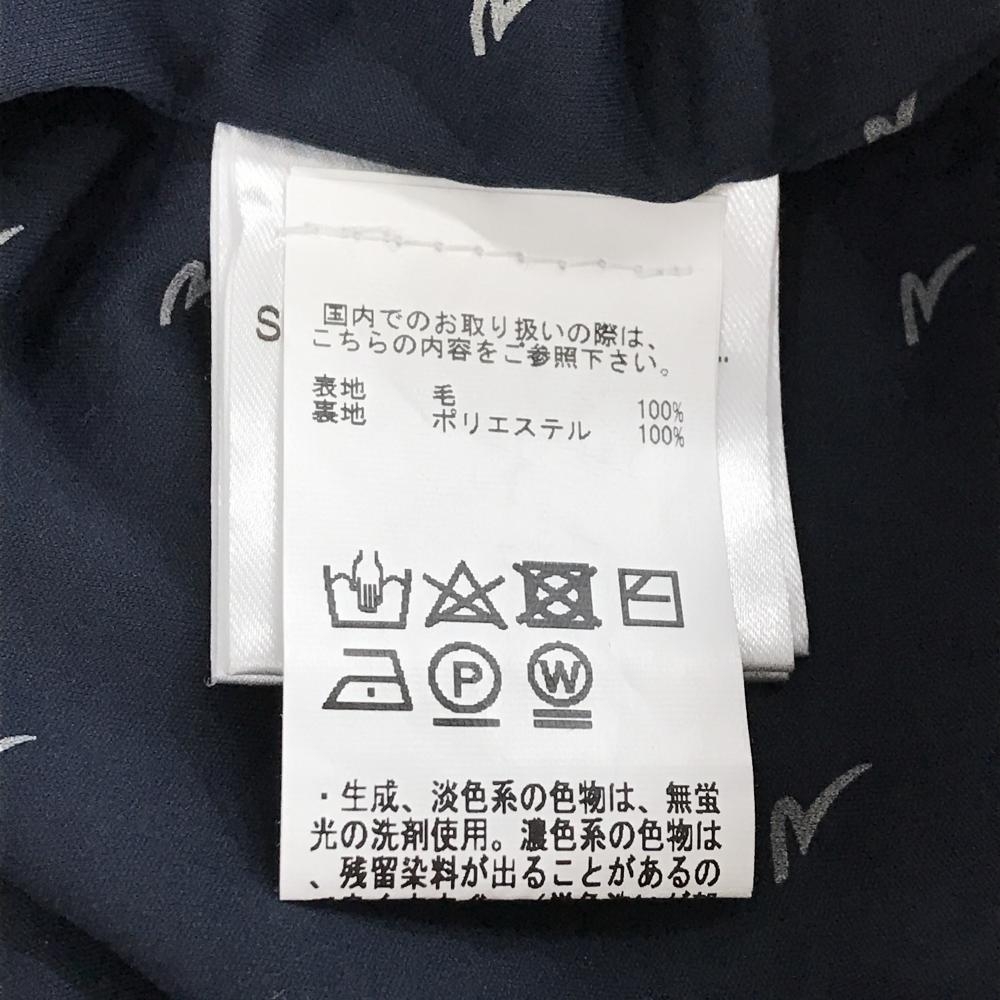 S
国内でのお取り扱いの際は、
こちらの内容をご参照下さい。
表地 毛 100%
裏地 ポリエステル 100%
P W
・生成、淡色系の色物は、無蛍
光の洗剤使用。濃色系の色物は
、残留染料が出ることがあるの